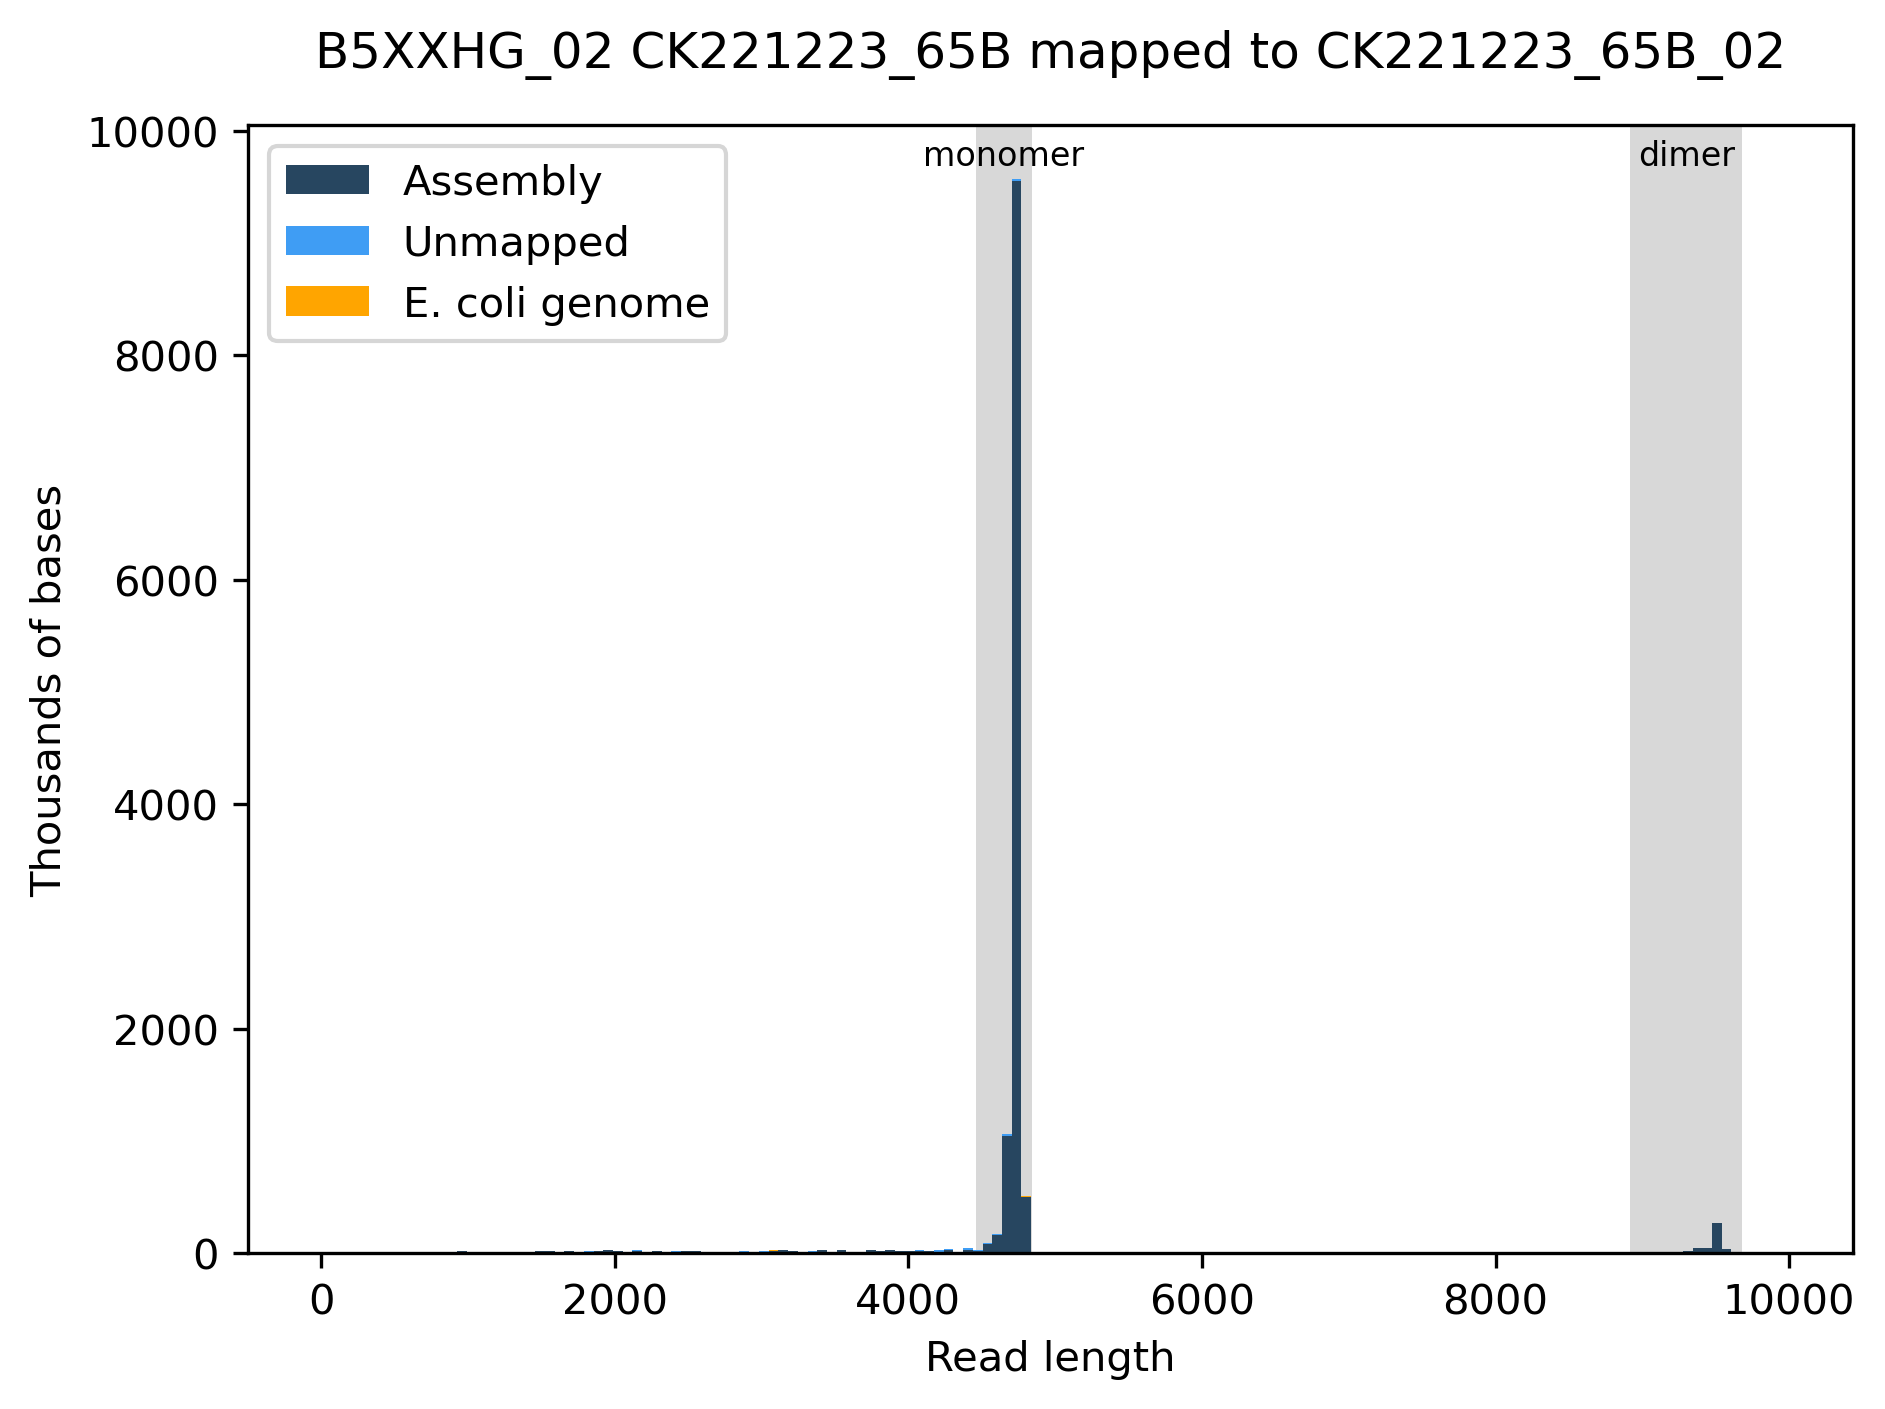 B5XXHG_02 CK221223_65B mapped to CK221223_65B_02
10000
8000
6000
4000
2000
0
Thousands of bases
Assembly
Unmapped
E. coli genome
monomer
dimer
0 2000 4000 6000 8000 10000
Read length